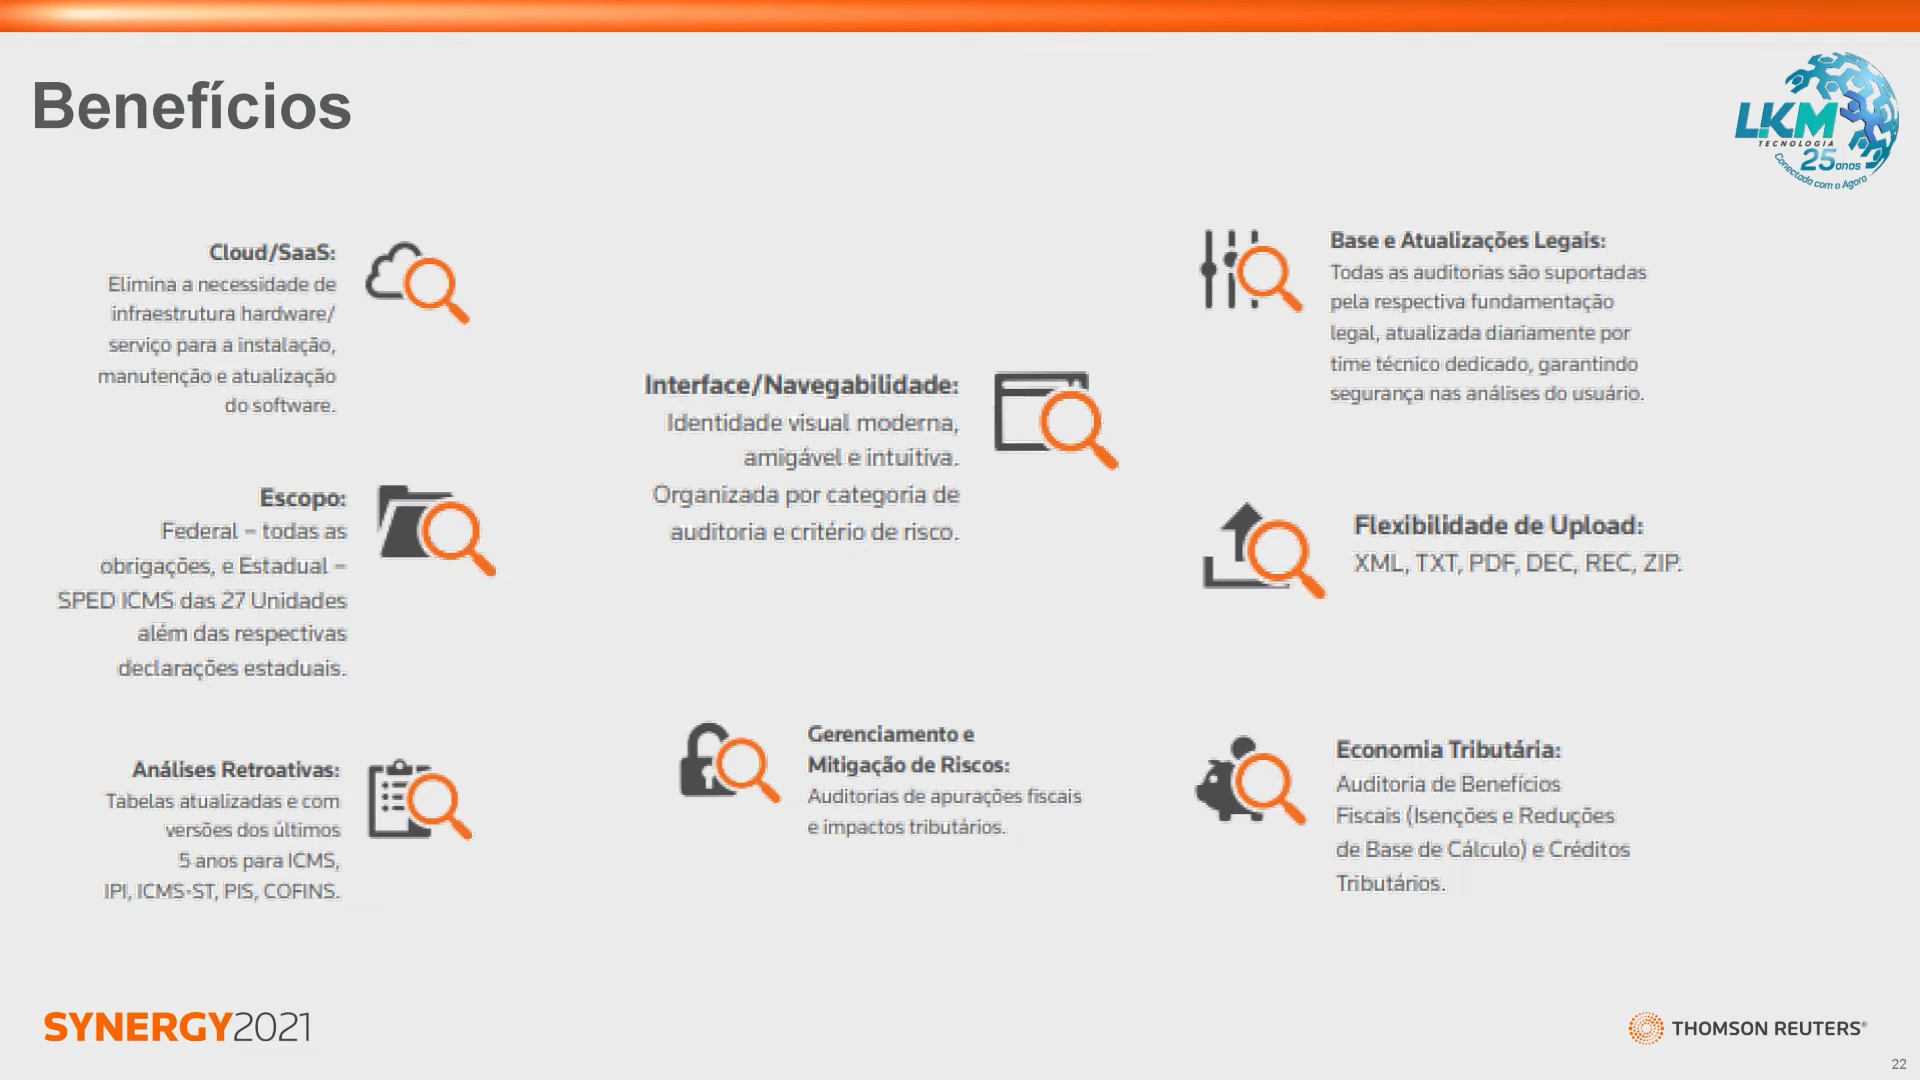 Benefícios
LKM
TECNOLOGIA
25 anos
Conectado com o Agora
Cloud/SaaS:
Elimina a necessidade de
infraestrutura hardware/
serviço para a instalação,
manutenção e atualização
do software.
Escopo:
Federal – todas as
obrigações, e Estadual –
SPED ICMS das 27 Unidades
além das respectivas
declarações estaduais.
Análises Retroativas:
Tabelas atualizadas e com
versões dos últimos
5 anos para ICMS,
IPI, ICMS-ST, PIS, COFINS.
Interface/Navegabilidade:
Identidade visual moderna,
amigável e intuitiva.
Organizada por categoria de
auditoria e critério de risco.
Gerenciamento e
Mitigação de Riscos:
Auditorias de apurações fiscais
e impactos tributários.
Base e Atualizações Legais:
Todas as auditorias são suportadas
pela respectiva fundamentação
legal, atualizada diariamente por
time técnico dedicado, garantindo
segurança nas análises do usuário.
Flexibilidade de Upload:
XML, TXT, PDF, DEC, REC, ZIP.
Economia Tributária:
Auditoria de Benefícios
Fiscais (Isenções e Reduções
de Base de Cálculo) e Créditos
Tributários.
SYNERGY2021
THOMSON REUTERS®
22